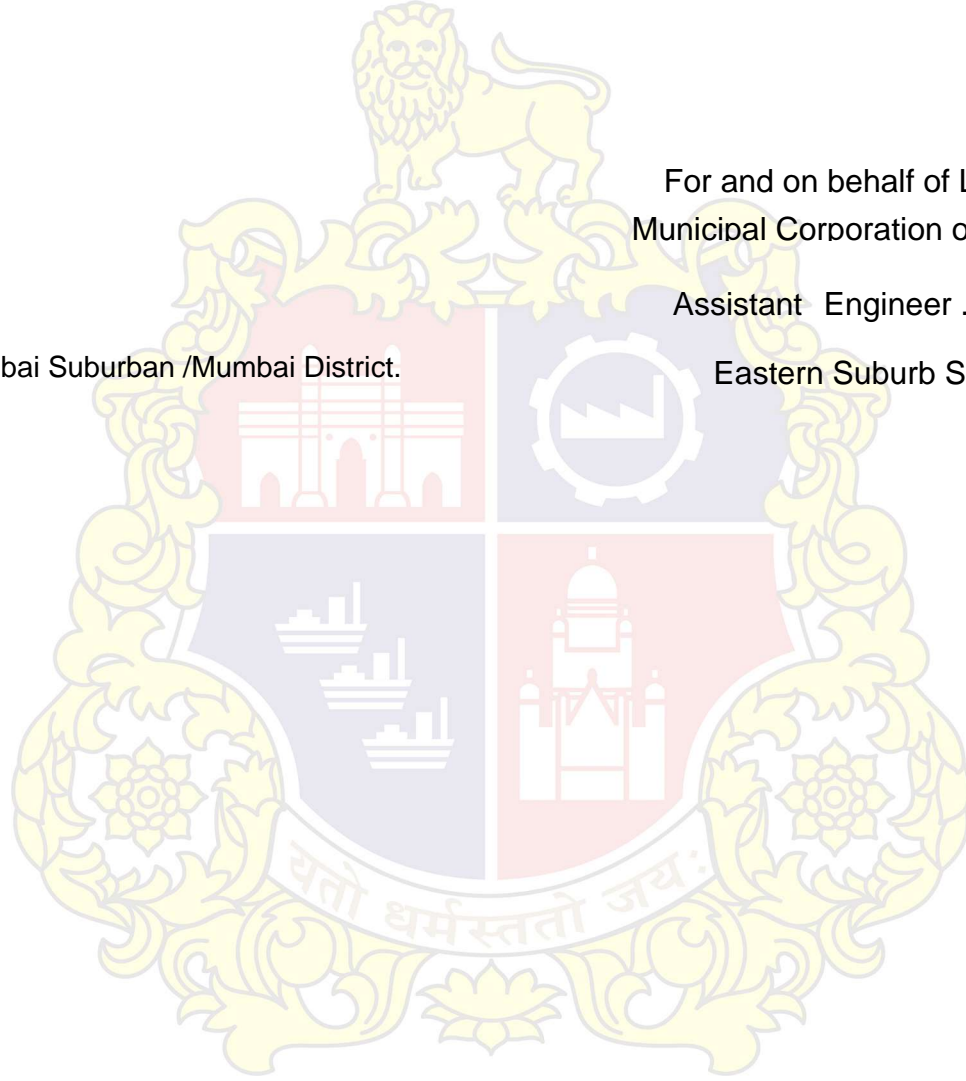 For and on behalf of L
Municipal Corporation o
Assistant Engineer .
bai Suburban /Mumbai District.
Eastern Suburb S
यतो धर्मस्ततो जय: